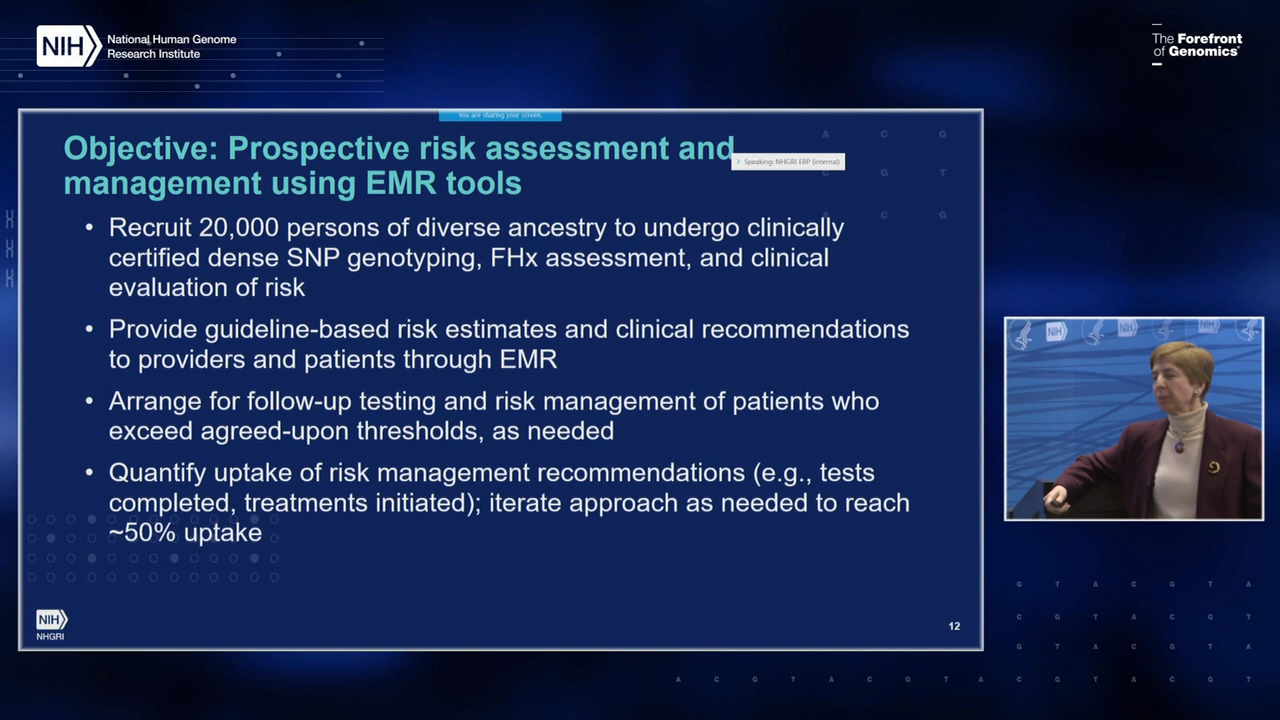 NIH National Human Genome
Research Institute
The Forefront
of Genomics®
You are sharing your screen.
Objective: Prospective risk assessment and
management using EMR tools
Speaking: NHGRI ERP (internal)
A C G
C G T
A C G
• Recruit 20,000 persons of diverse ancestry to undergo clinically
certified dense SNP genotyping, FHx assessment, and clinical
evaluation of risk
• Provide guideline-based risk estimates and clinical recommendations
to providers and patients through EMR
• Arrange for follow-up testing and risk management of patients who
exceed agreed-upon thresholds, as needed
• Quantify uptake of risk management recommendations (e.g., tests
completed, treatments initiated); iterate approach as needed to reach
~50% uptake
NIH
NHGRI
12
NIH NIH NIH
G T A C G T A
C G T A C G T
G T A C G T A
A C G T A C G T A C G T A C G T